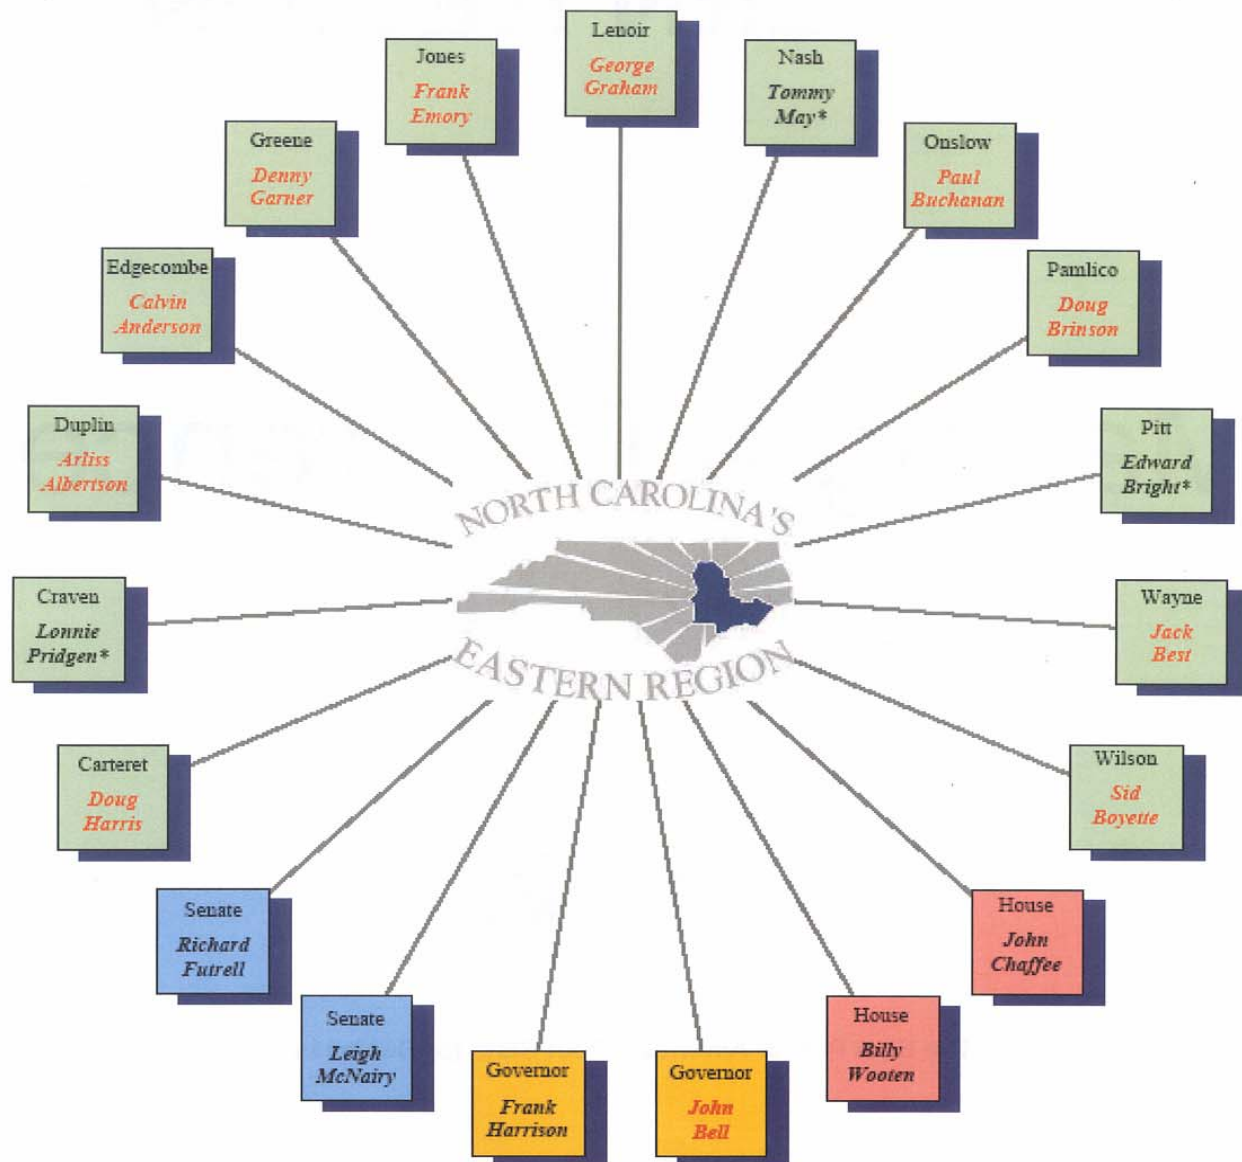 Lenoir
George
Graham
Nash
Tommy
May*
Onslow
Paul
Buchanan
Pamlico
Doug
Brinson
Pitt
Edward
Bright*
Wayne
Jack
Best
Wilson
Sid
Boyette
House
John
Chaffee
House
Billy
Wooten
Governor
John
Bell
Governor
Frank
Harrison
Senate
Leigh
McNairy
Senate
Richard
Futrell
Carteret
Doug
Harris
Craven
Lonnie
Pridgen*
Duplin
Arliss
Albertson
Edgecombe
Calvin
Anderson
Greene
Denny
Garner
Jones
Frank
Emory
NORTH CAROLINA'S
EASTERN REGION